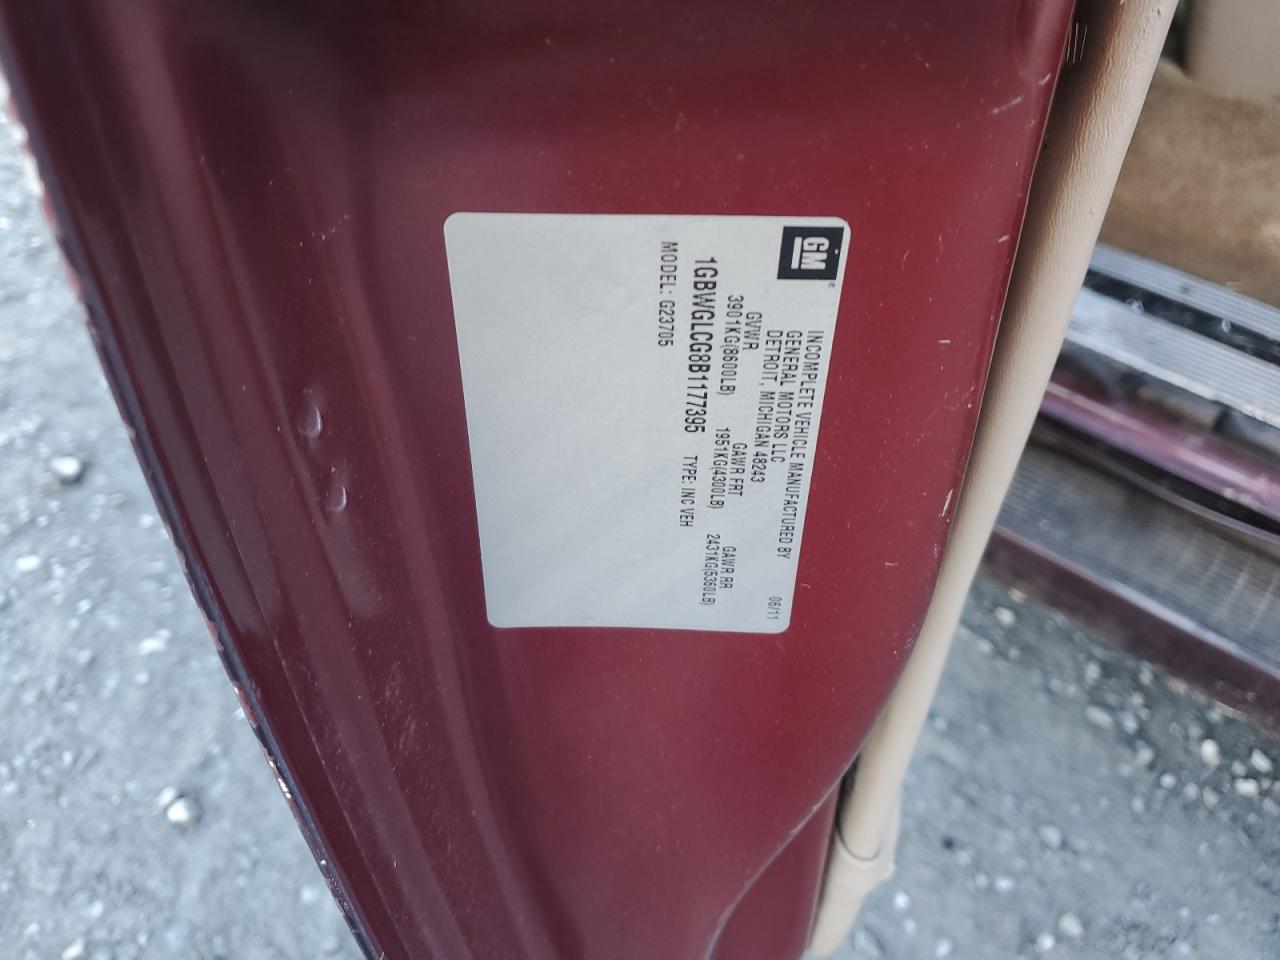 GM
INCOMPLETE VEHICLE MANUFACTURED BY
GENERAL MOTORS LLC
DETROIT, MICHIGAN 48243
06/11
GVWR GAWR FRT GAWR RR
3901KG(8600LB) 1951KG(4300LB) 2431KG(5360LB)
1GBWGLCG8B1177395 TYPE: INC VEH
MODEL: G23705